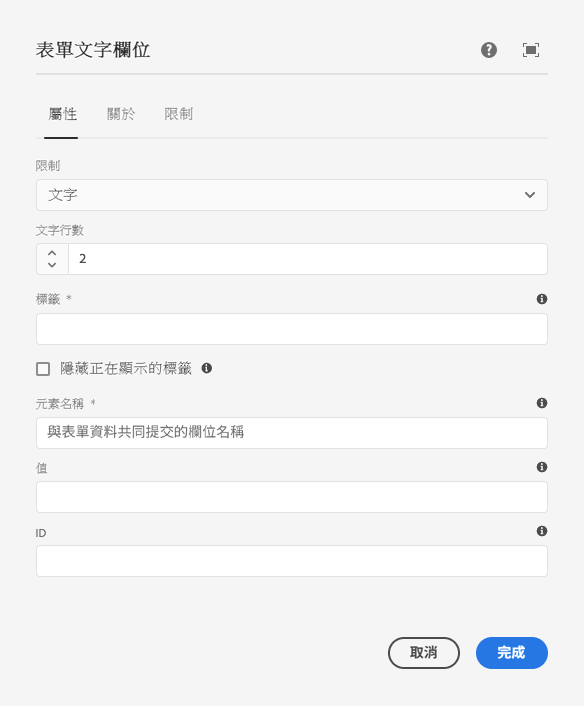 表單文字欄位
屬性 關於 限制
限制
文字
文字行數
2
標籤 *
隱藏正在顯示的標籤
元素名稱 *
與表單資料共同提交的欄位名稱
值
ID
取消 完成